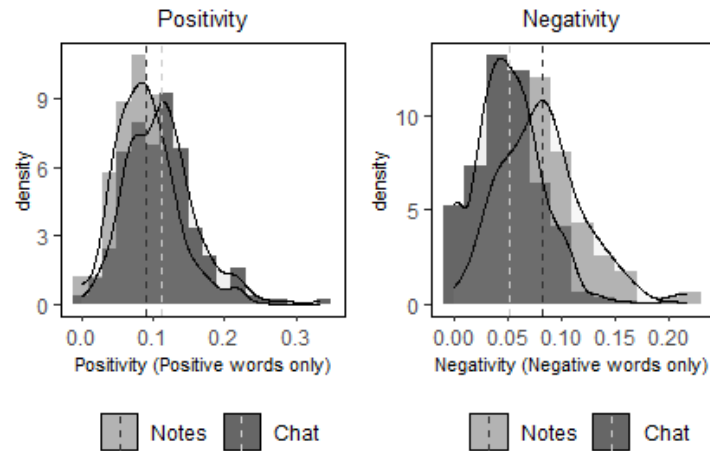 Positivity
Negativity
density
9
6
3
0
0.0 0.1 0.2 0.3
Positivity (Positive words only)
density
10
5
0
0.00 0.05 0.10 0.15 0.20
Negativity (Negative words only)
Notes Chat
Notes Chat